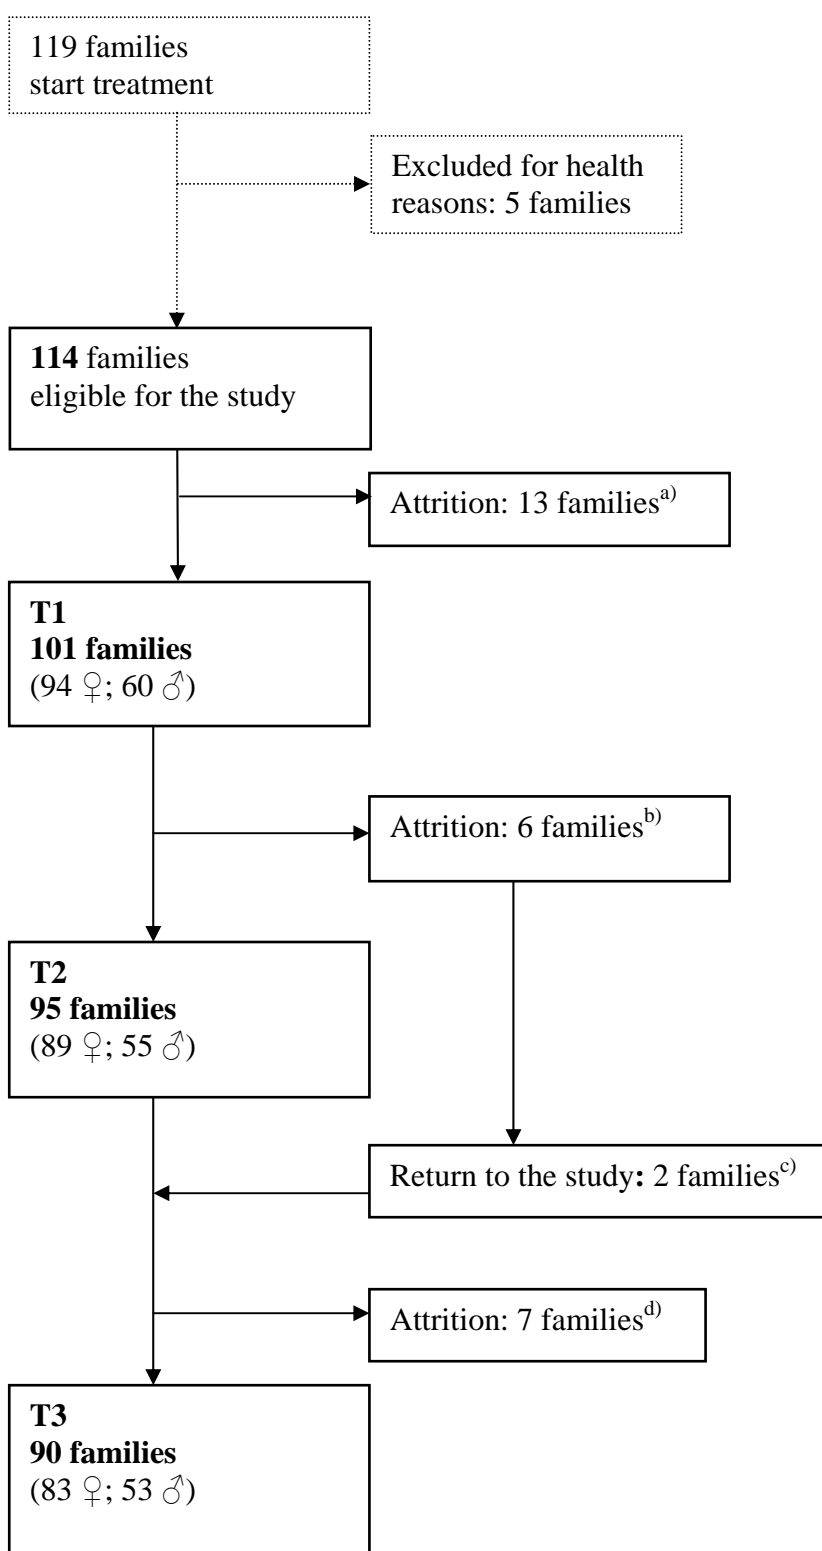 119 families
start treatment
Excluded for health
reasons: 5 families
114 families
eligible for the study
Attrition: 13 families a)
T1
101 families
(94 ♀; 60 ♂)
Attrition: 6 families b)
T2
95 families
(89 ♀; 55 ♂)
Return to the study: 2 families c)
Attrition: 7 families d)
T3
90 families
(83 ♀; 53 ♂)